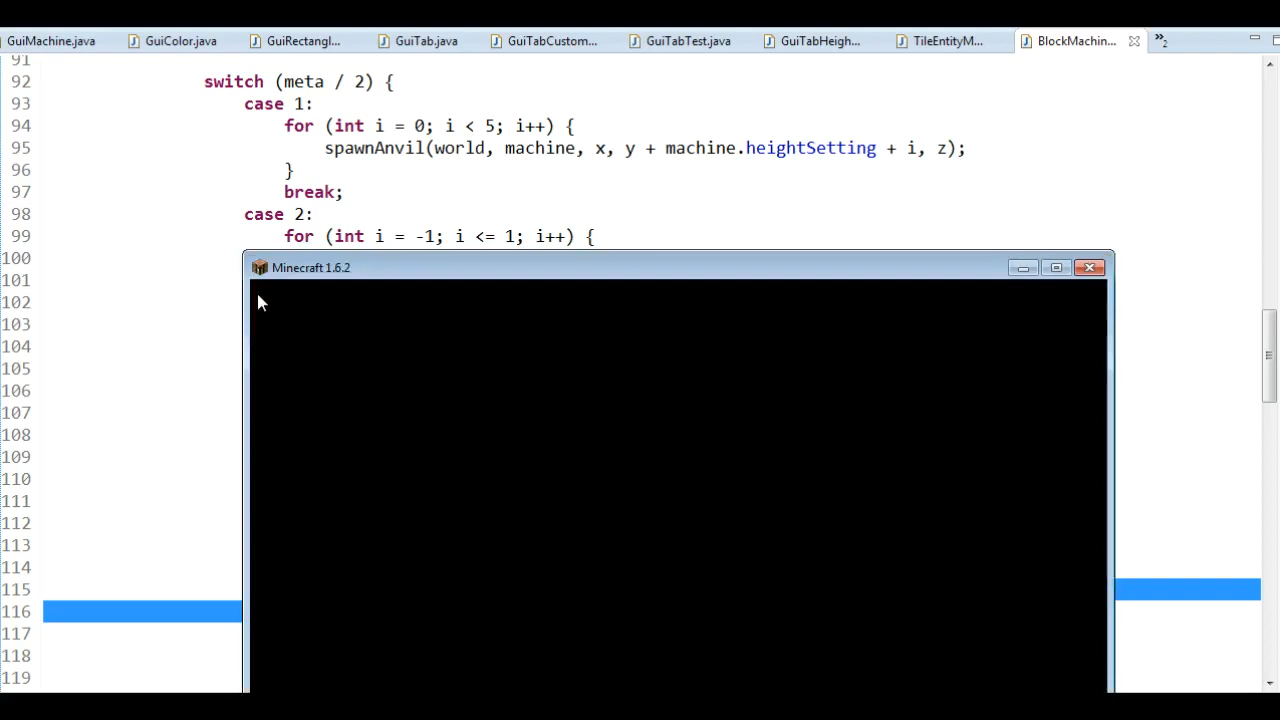 GuiMachine.java GuiColor.java GuiRectangl... GuiTab.java GuiTabCustom... GuiTabTest.java GuiTabHeigh... TileEntityM... BlockMachin... »2
91
92 switch (meta / 2) {
93 case 1:
94 for (int i = 0; i < 5; i++) {
95 spawnAnvil(world, machine, x, y + machine.heightSetting + i, z);
96 }
97 break;
98 case 2:
99 for (int i = -1; i <= 1; i++) {
100
Minecraft 1.6.2
101
102
103
104
105
106
107
108
109
110
111
112
113
114
115
116
117
118
119